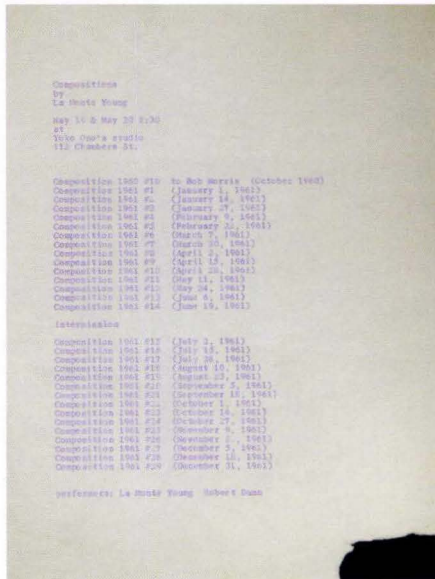 Compositions
by
La Monte Young
May 19 & May 20 8:30
at
Yoko Ono's studio
112 Chambers St.
Composition 1960 #10 to Bob Morris (October 1960)
Composition 1961 #1 (January 1, 1961)
Composition 1961 #2 (January 14, 1961)
Composition 1961 #3 (January 27, 1961)
Composition 1961 #4 (February 9, 1961)
Composition 1961 #5 (February 22, 1961)
Composition 1961 #6 (March 7, 1961)
Composition 1961 #7 (March 20, 1961)
Composition 1961 #8 (April 2, 1961)
Composition 1961 #9 (April 15, 1961)
Composition 1961 #10 (April 28, 1961)
Composition 1961 #11 (May 11, 1961)
Composition 1961 #12 (May 24, 1961)
Composition 1961 #13 (June 6, 1961)
Composition 1961 #14 (June 19, 1961)
intermission
Composition 1961 #15 (July 2, 1961)
Composition 1961 #16 (July 15, 1961)
Composition 1961 #17 (July 28, 1961)
Composition 1961 #18 (August 10, 1961)
Composition 1961 #19 (August 23, 1961)
Composition 1961 #20 (September 5, 1961)
Composition 1961 #21 (September 18, 1961)
Composition 1961 #22 (October 1, 1961)
Composition 1961 #23 (October 14, 1961)
Composition 1961 #24 (October 27, 1961)
Composition 1961 #25 (November 9, 1961)
Composition 1961 #26 (November 22, 1961)
Composition 1961 #27 (December 5, 1961)
Composition 1961 #28 (December 18, 1961)
Composition 1961 #29 (December 31, 1961)
performers: La Monte Young Robert Dunn